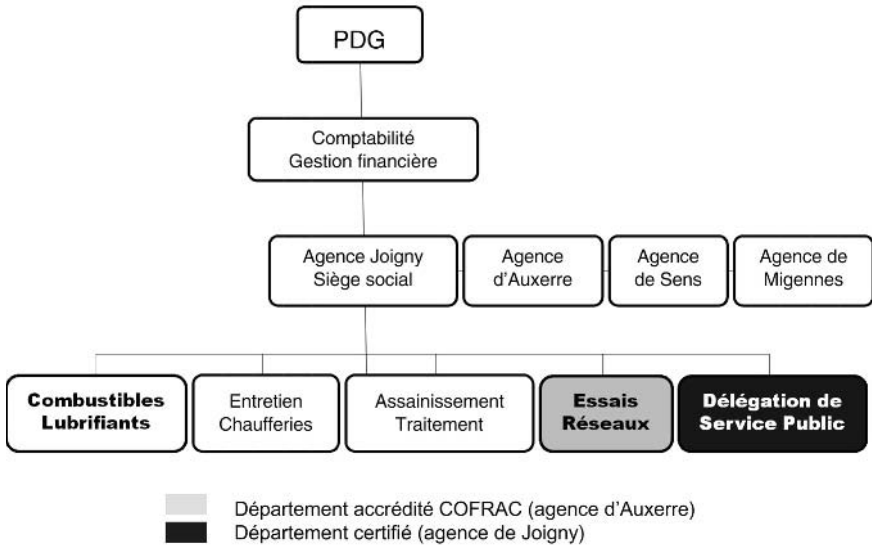 PDG
Comptabilité
Gestion financière
Agence Joigny
Siège social
Agence
d'Auxerre
Agence
de Sens
Agence de
Migennes
Combustibles
Lubrifiants
Entretien
Chaufferies
Assainissement
Traitement
Essais
Réseaux
Délégation de
Service Public
Département accrédité COFRAC (agence d'Auxerre)
Département certifié (agence de Joigny)